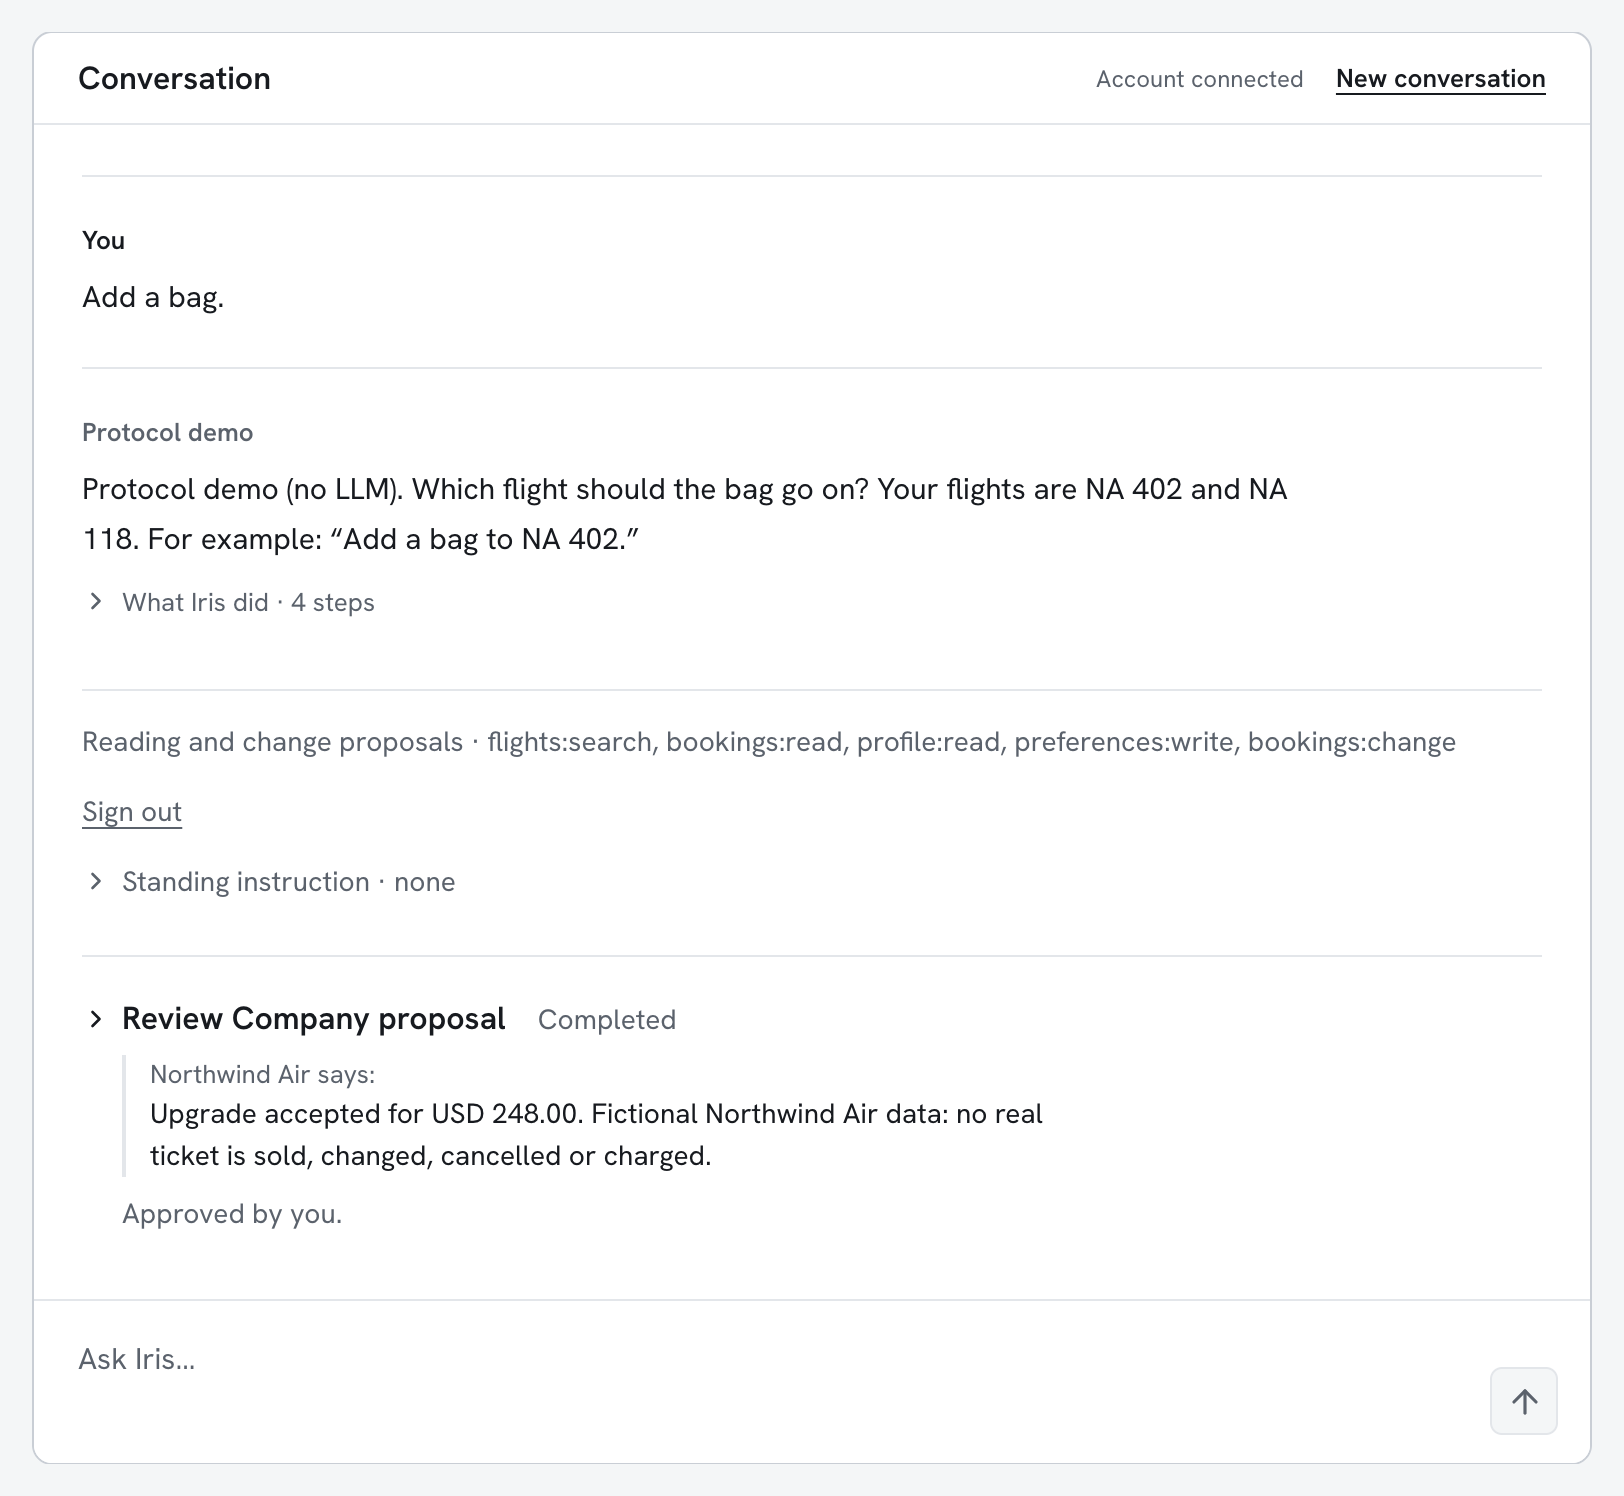 Conversation
Account connected
New conversation
You
Add a bag.
Protocol demo
Protocol demo (no LLM). Which flight should the bag go on? Your flights are NA 402 and NA
118. For example: “Add a bag to NA 402.”
What Iris did · 4 steps
Reading and change proposals · flights:search, bookings:read, profile:read, preferences:write, bookings:change
Sign out
Standing instruction · none
Review Company proposal Completed
Northwind Air says:
Upgrade accepted for USD 248.00. Fictional Northwind Air data: no real
ticket is sold, changed, cancelled or charged.
Approved by you.
Ask Iris…